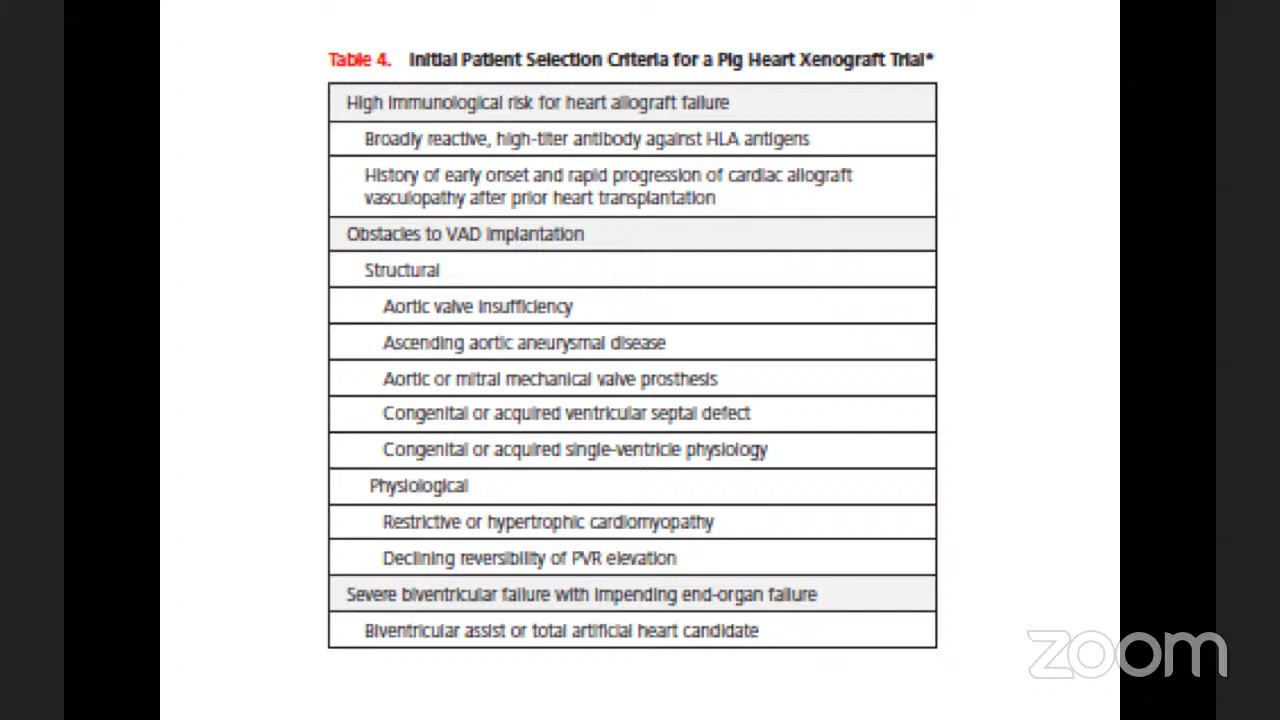 Table 4. Initial Patient Selection Criteria for a Pig Heart Xenograft Trial*
High immunological risk for heart allograft failure
Broadly reactive, high-titer antibody against HLA antigens
History of early onset and rapid progression of cardiac allograft
vasculopathy after prior heart transplantation
Obstacles to VAD implantation
Structural
Aortic valve insufficiency
Ascending aortic aneurysmal disease
Aortic or mitral mechanical valve prosthesis
Congenital or acquired ventricular septal defect
Congenital or acquired single-ventricle physiology
Physiological
Restrictive or hypertrophic cardiomyopathy
Declining reversibility of PVR elevation
Severe biventricular failure with impending end-organ failure
Biventricular assist or total artificial heart candidate
zoom